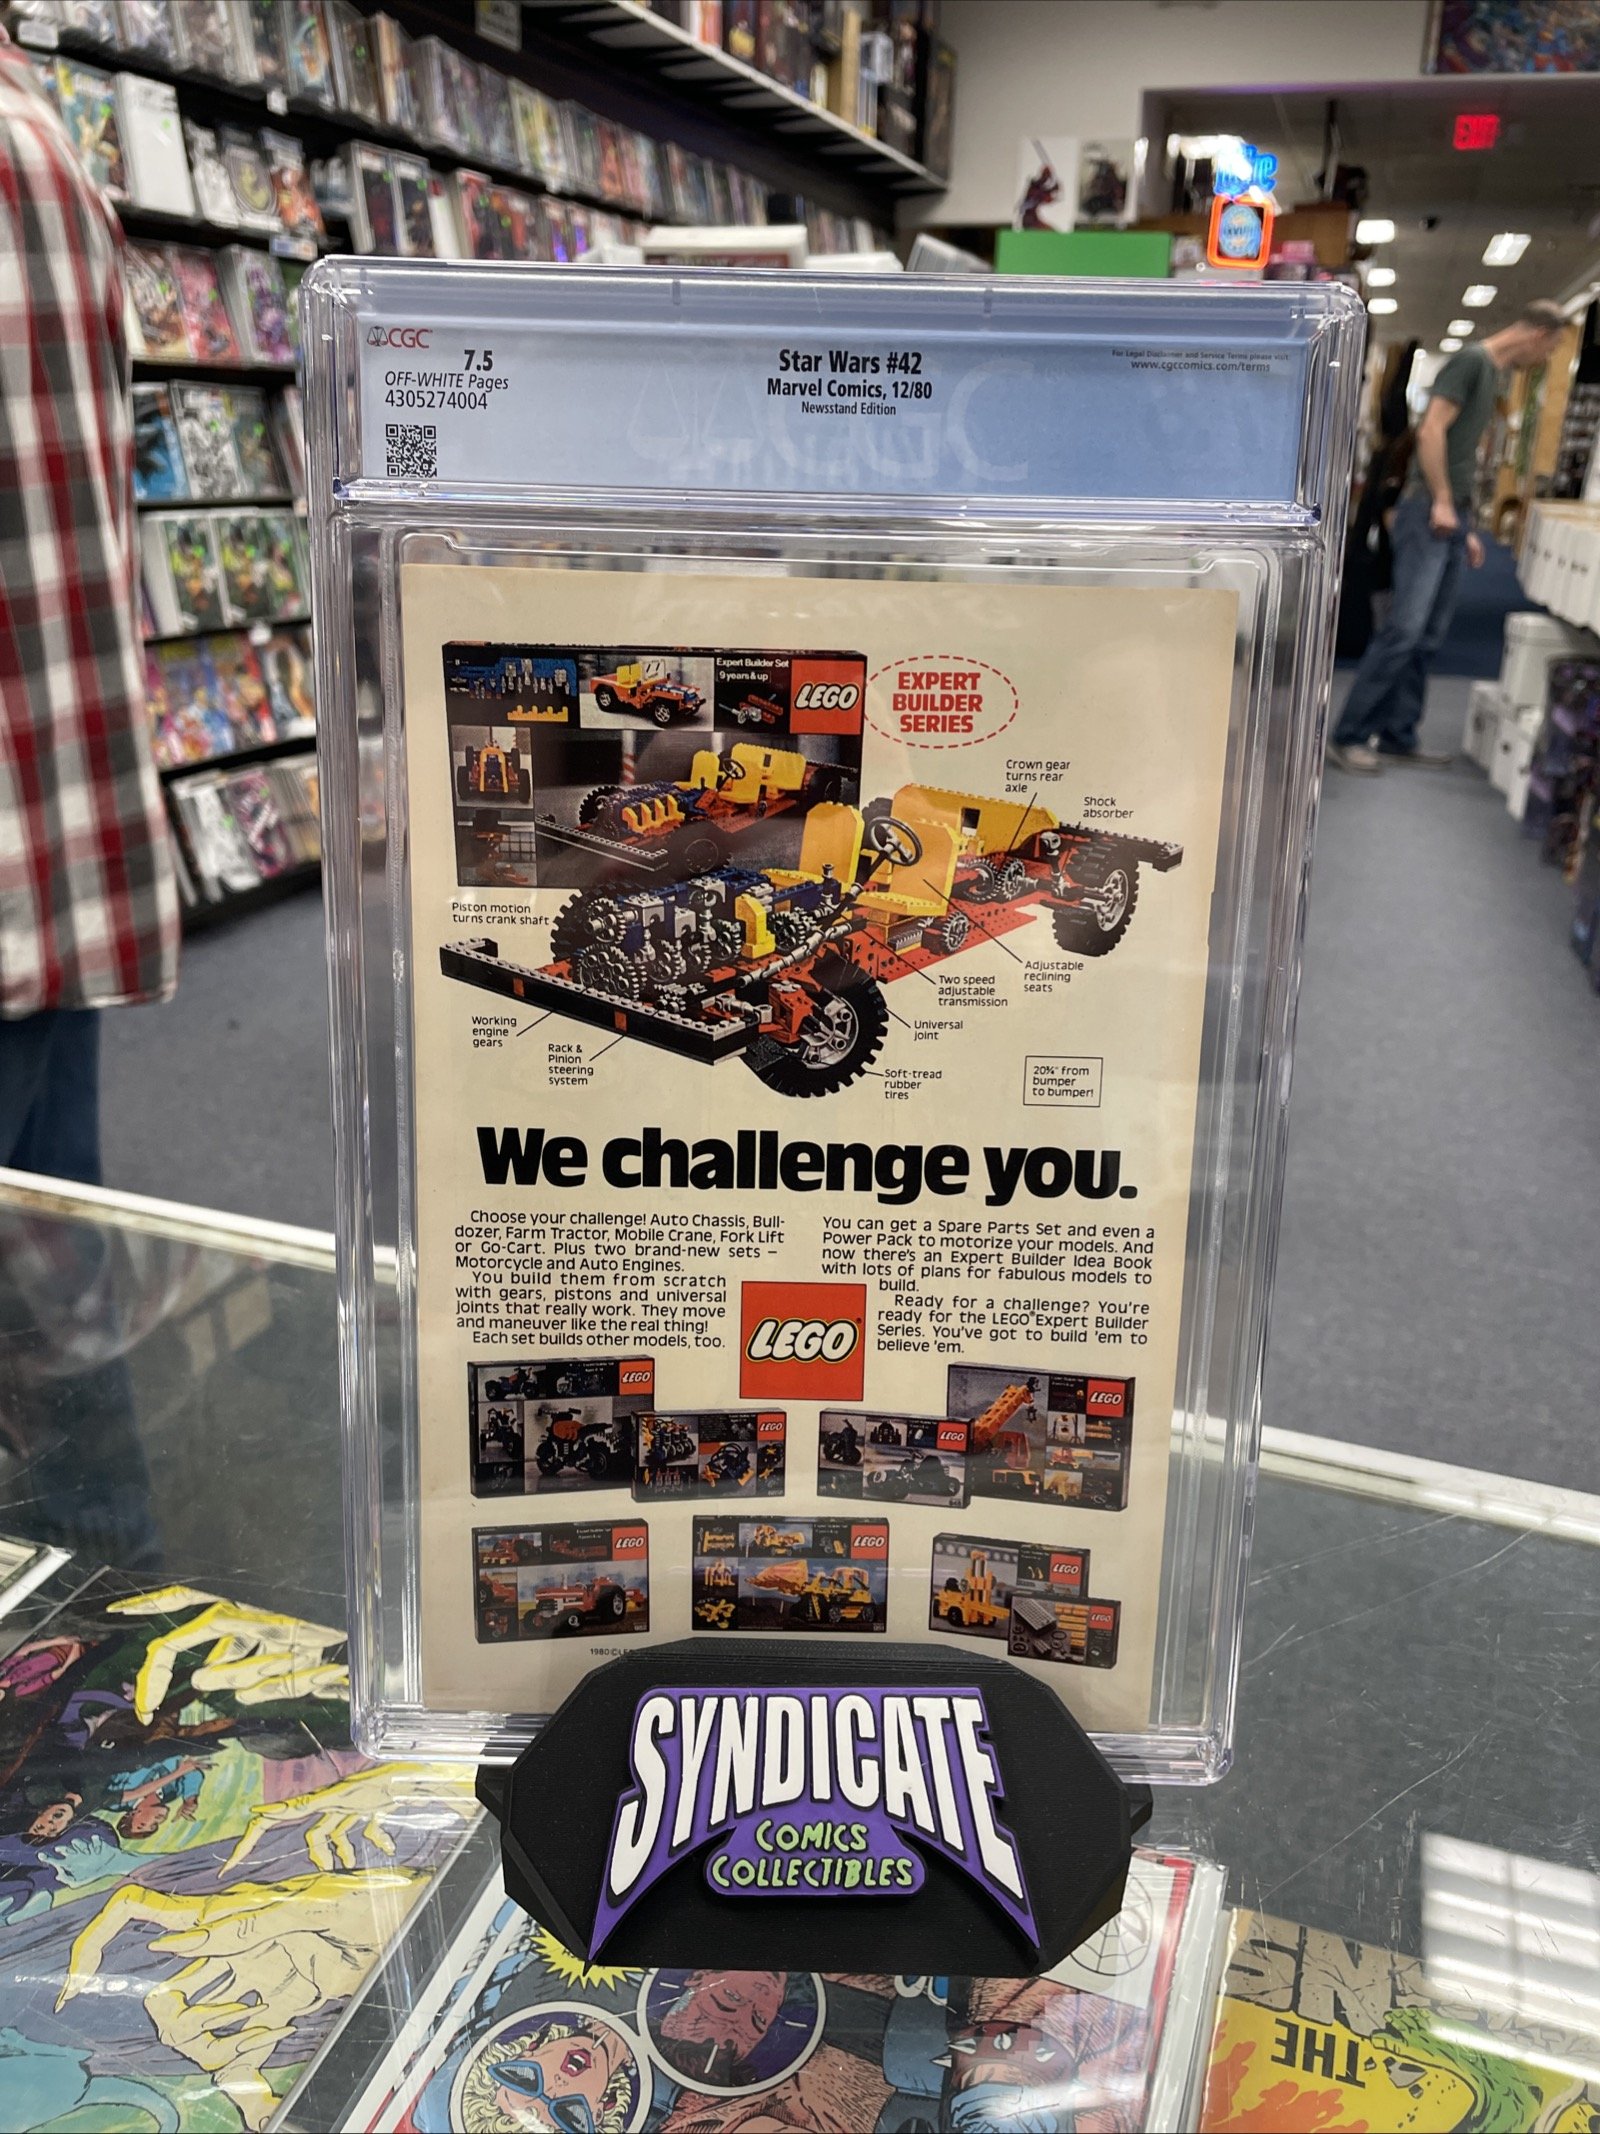 EXIT
CGC
7.5
OFF-WHITE Pages
4305274004
Star Wars #42
Marvel Comics, 12/80
Newsstand Edition
For Legal Disclaimer and Service Terms please visit:
www.cgccomics.com/terms
Expert Builder Set
9 years & up
LEGO
EXPERT
BUILDER
SERIES
Crown gear
turns rear
axle
Shock
absorber
Piston motion
turns crank shaft
Adjustable
reclining
seats
Two speed
adjustable
transmission
Universal
joint
Working
engine
gears
Rack &
Pinion
steering
system
Soft-tread
rubber
tires
20¾" from
bumper
to bumper!
We challenge you.
Choose your challenge! Auto Chassis, Bull-
dozer, Farm Tractor, Mobile Crane, Fork Lift
or Go-Cart. Plus two brand-new sets –
Motorcycle and Auto Engines.
You build them from scratch
with gears, pistons and universal
joints that really work. They move
and maneuver like the real thing!
Each set builds other models, too.
You can get a Spare Parts Set and even a
Power Pack to motorize your models. And
now there's an Expert Builder Idea Book
with lots of plans for fabulous models to
build.
Ready for a challenge? You're
ready for the LEGO® Expert Builder
Series. You've got to build 'em to
believe 'em.
LEGO
LEGO
LEGO
LEGO
LEGO
LEGO
LEGO
LEGO
LEGO
1980 © LE
SYNDICATE
COMICS
COLLECTIBLES
THE